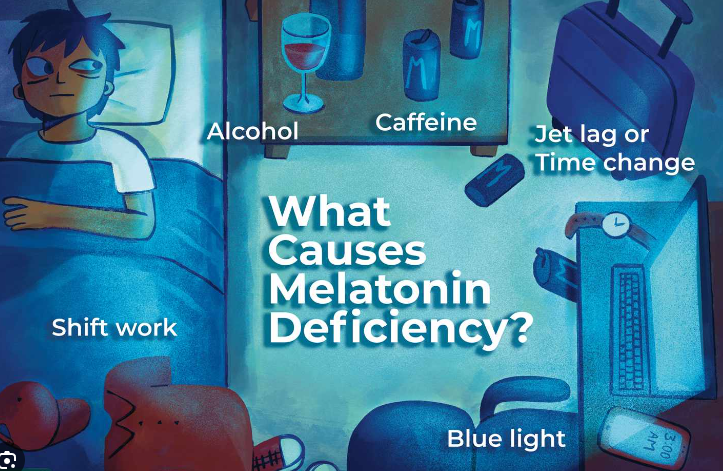 Alcohol
Caffeine
Jet lag or
Time change
What
Causes
Melatonin
Deficiency?
Shift work
Blue light
M
M
M
M
3:00
AM